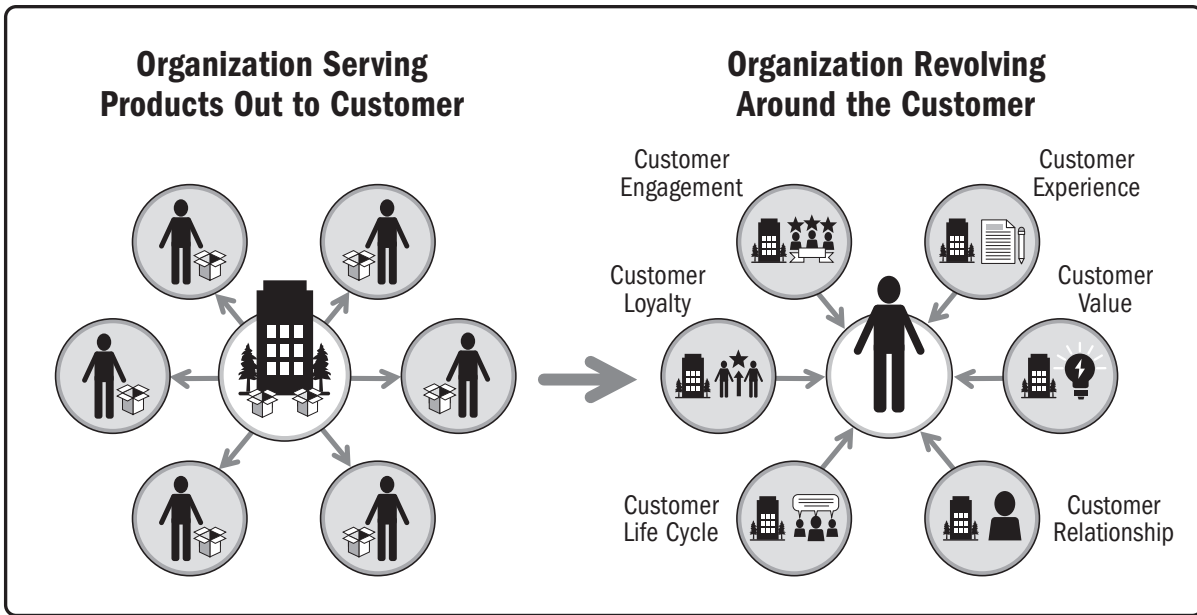 Organization Serving
Products Out to Customer
Organization Revolving
Around the Customer
Customer
Engagement
Customer
Experience
Customer
Loyalty
Customer
Value
Customer
Life Cycle
Customer
Relationship